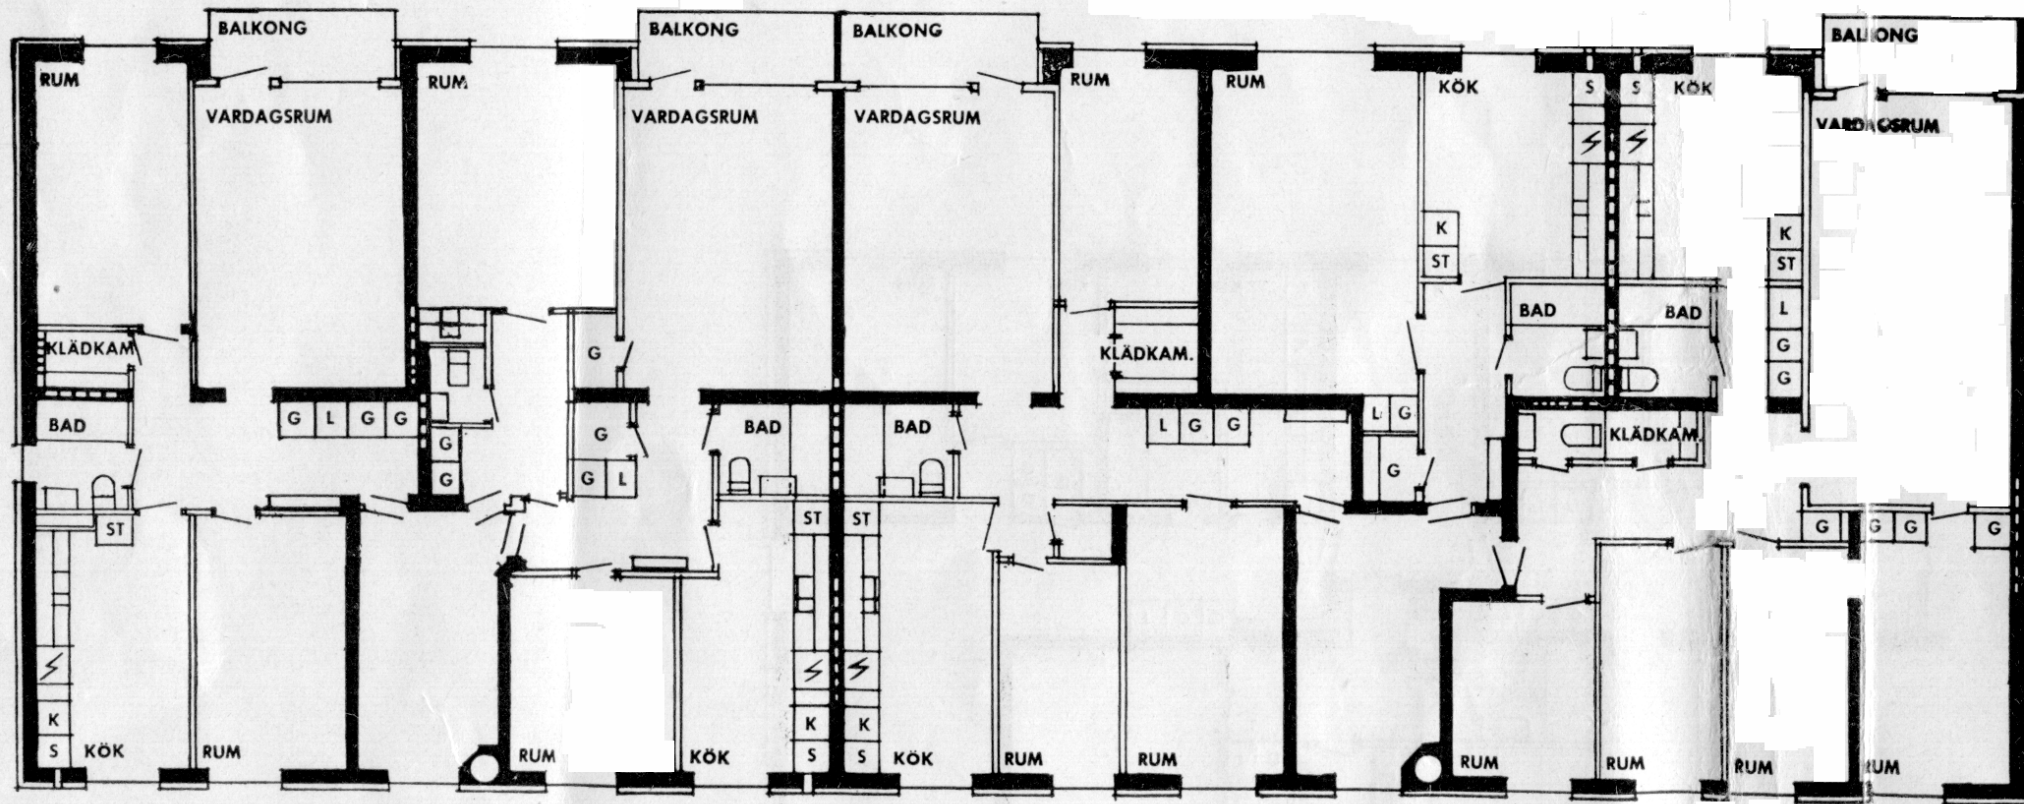 BALKONG
BALKONG
BALKONG
BALKONG
RUM
RUM
RUM
RUM
KÖK
S
S
KÖK
VARDAGSRUM
VARDAGSRUM
VARDAGSRUM
VARDAGSRUM
K
ST
K
ST
L
G
G
KLÄDKAM
G
KLÄDKAM.
BAD
BAD
BAD
G
L
G
G
G
G
G
G
L
BAD
BAD
L
G
G
L
G
G
KLÄDKAM.
ST
ST
ST
G
G
G
G
K
S
KÖK
RUM
RUM
KÖK
K
S
K
S
KÖK
RUM
RUM
RUM
RUM
RUM
RUM